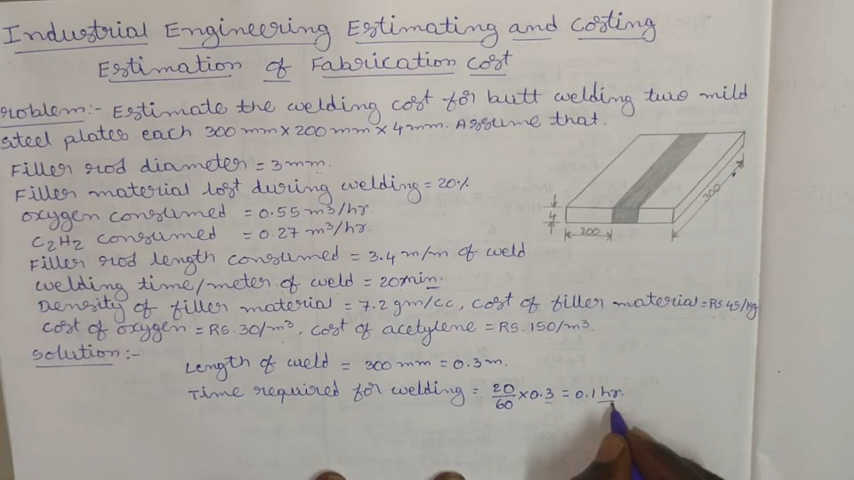 Industrial Engineering Estimating and Costing
Estimation of Fabrication Cost
roblem:- Estimate the welding cost for butt welding two mild
steel plates each 300 mm x 200 mm x 4 mm. Assume that.
Filler rod diameter = 3 mm.
Filler material lost during welding = 20%
Oxygen consumed = 0.55 m³/hr.
C2H2 consumed = 0.27 m³/hr.
Filler rod length consumed = 3.4 m/m of weld
welding time/meter of weld = 20 min.
Density of filler material = 7.2 gm/cc, cost of filler material = Rs.45/kg
cost of oxygen = Rs.30/m³, cost of acetylene = Rs.150/m³.
4
200
300
Solution:-
Length of weld = 300 mm = 0.3 m.
Time required for welding = 20/60 x 0.3 = 0.1 hr.